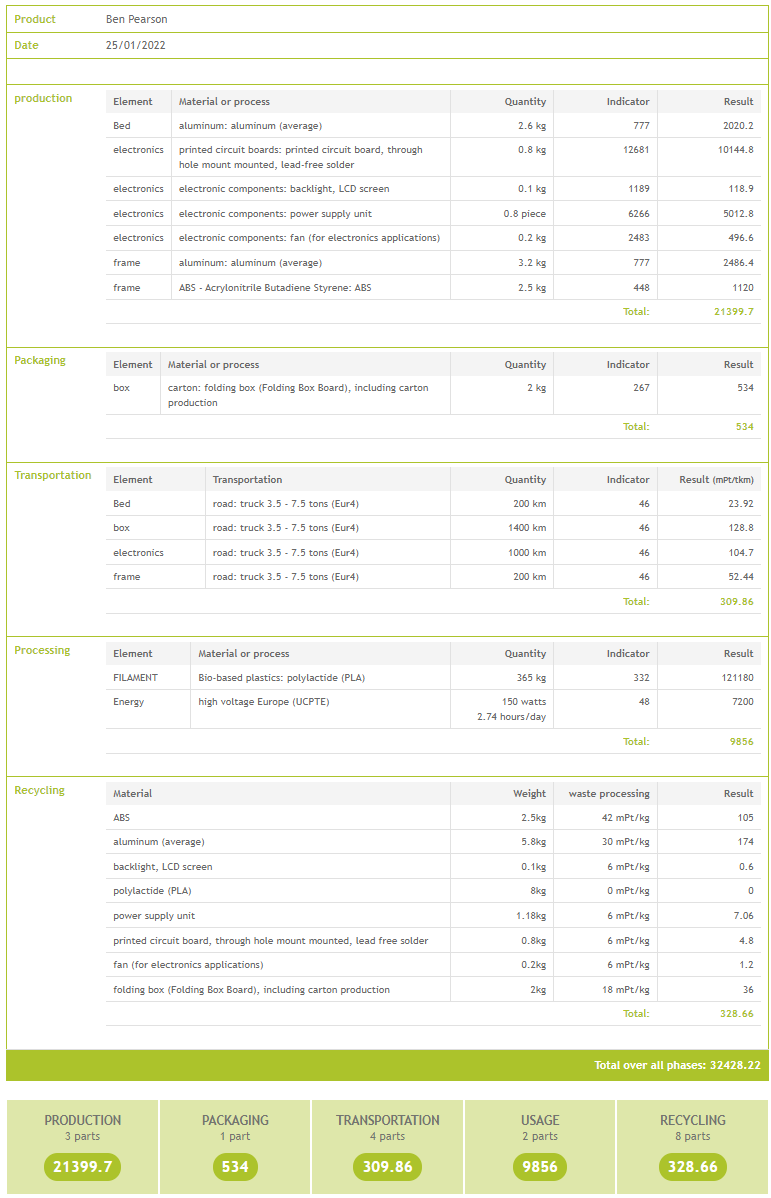 Product Ben Pearson
Date 25/01/2022
production Element Material or process Quantity Indicator Result
Bed aluminum: aluminum (average) 2.6 kg 777 2020.2
electronics printed circuit boards: printed circuit board, through 0.8 kg 12681 10144.8
hole mount mounted, lead-free solder
electronics electronic components: backlight, LCD screen 0.1 kg 1189 118.9
electronics electronic components: power supply unit 0.8 piece 6266 5012.8
electronics electronic components: fan (for electronics applications) 0.2 kg 2483 496.6
frame aluminum: aluminum (average) 3.2 kg 777 2486.4
frame ABS - Acrylonitrile Butadiene Styrene: ABS 2.5 kg 448 1120
Total: 21399.7
Packaging Element Material or process Quantity Indicator Result
box carton: folding box (Folding Box Board), including carton 2 kg 267 534
production
Total: 534
Transportation Element Transportation Quantity Indicator Result (mPt/tkm)
Bed road: truck 3.5 - 7.5 tons (Eur4) 200 km 46 23.92
box road: truck 3.5 - 7.5 tons (Eur4) 1400 km 46 128.8
electronics road: truck 3.5 - 7.5 tons (Eur4) 1000 km 46 104.7
frame road: truck 3.5 - 7.5 tons (Eur4) 200 km 46 52.44
Total: 309.86
Processing Element Material or process Quantity Indicator Result
FILAMENT Bio-based plastics: polylactide (PLA) 365 kg 332 121180
Energy high voltage Europe (UCPTE) 150 watts 48 7200
2.74 hours/day
Total: 9856
Recycling Material Weight waste processing Result
ABS 2.5kg 42 mPt/kg 105
aluminum (average) 5.8kg 30 mPt/kg 174
backlight, LCD screen 0.1kg 6 mPt/kg 0.6
polylactide (PLA) 8kg 0 mPt/kg 0
power supply unit 1.18kg 6 mPt/kg 7.06
printed circuit board, through hole mount mounted, lead free solder 0.8kg 6 mPt/kg 4.8
fan (for electronics applications) 0.2kg 6 mPt/kg 1.2
folding box (Folding Box Board), including carton production 2kg 18 mPt/kg 36
Total: 328.66
Total over all phases: 32428.22
PRODUCTION PACKAGING TRANSPORTATION USAGE RECYCLING
3 parts 1 part 4 parts 2 parts 8 parts
21399.7 534 309.86 9856 328.66